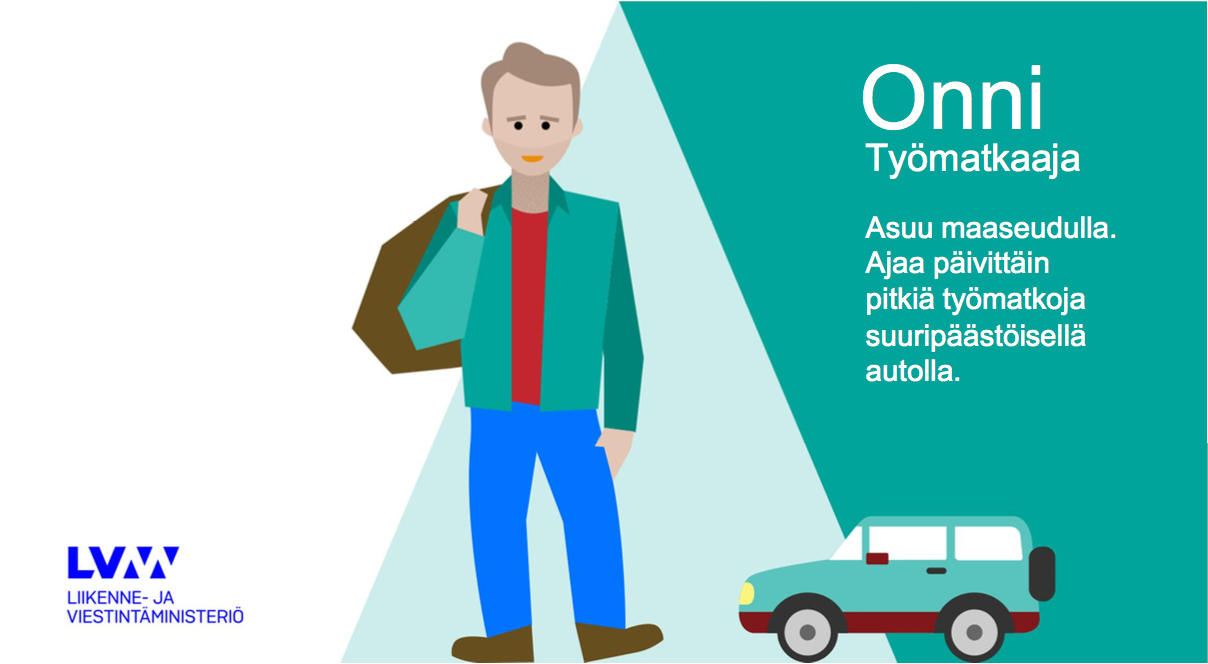 Onni
Työmatkaaja
Asuu maaseudulla.
Ajaa päivittäin
pitkiä työmatkoja
suuripäästöisellä
autolla.
LVM
LIIKENNE- JA
VIESTINTÄMINISTERIÖ